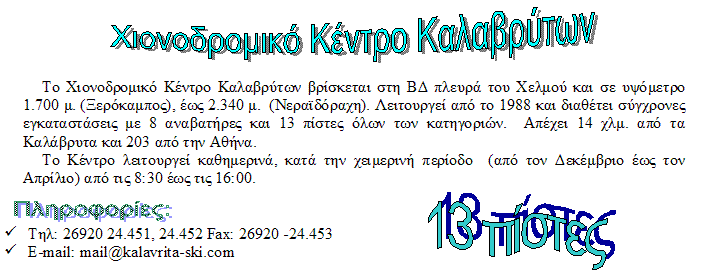 Χιονοδρομικό Κέντρο Καλαβρύτων
Το Χιονοδρομικό Κέντρο Καλαβρύτων βρίσκεται στη ΒΔ πλευρά του Χελμού και σε υψόμετρο
1.700 μ. (Ξερόκαμπος), έως 2.340 μ. (Νεραϊδόραχη). Λειτουργεί από το 1988 και διαθέτει σύγχρονες
εγκαταστάσεις με 8 αναβατήρες και 13 πίστες όλων των κατηγοριών. Απέχει 14 χλμ. από τα
Καλάβρυτα και 203 από την Αθήνα.
Το Κέντρο λειτουργεί καθημερινά, κατά την χειμερινή περίοδο (από τον Δεκέμβριο έως τον
Απρίλιο) από τις 8:30 έως τις 16:00.
Πληροφορίες:
✓ Τηλ: 26920 24.451, 24.452 Fax: 26920 -24.453
✓ E-mail: mail@kalavrita-ski.com
13 πίστες